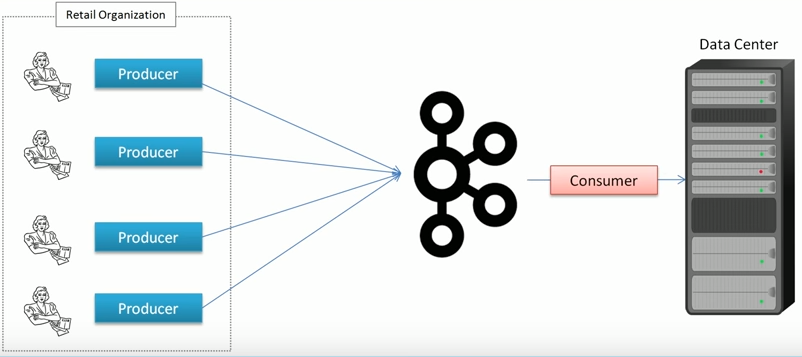 Retail Organization
Producer
Producer
Producer
Producer
Consumer
Data Center